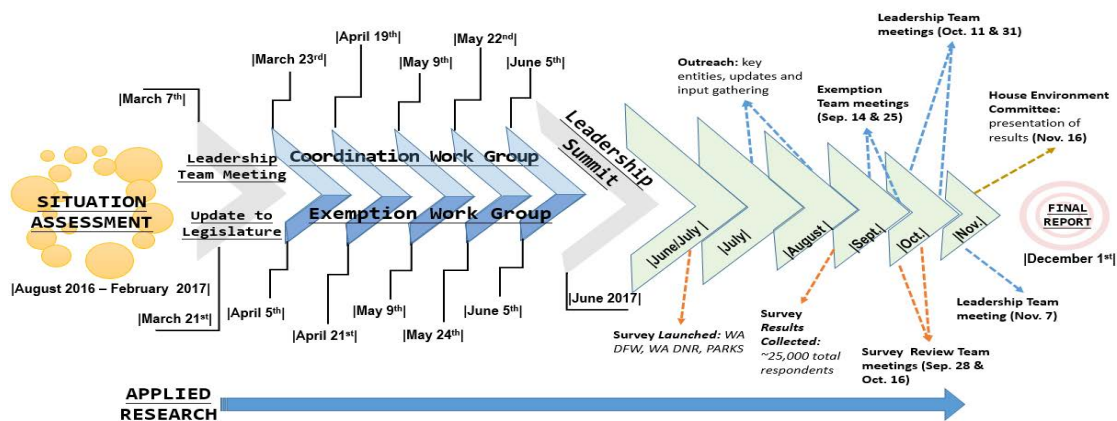 SITUATION
ASSESSMENT
|August 2016 – February 2017|
|March 7th|
Leadership
Team Meeting
Update to
Legislature
|March 21st|
|March 23rd|
|April 19th|
|May 9th|
|May 22nd|
|June 5th|
Coordination Work Group
Exemption Work Group
|April 5th|
|April 21st|
|May 9th|
|May 24th|
|June 5th|
Leadership
Summit
|June 2017|
|June/July|
|July|
|August|
|Sept.|
|Oct.|
|Nov.|
Outreach: key
entities, updates and
input gathering
Exemption
Team meetings
(Sep. 14 & 25)
Leadership Team
meetings (Oct. 11 & 31)
House Environment
Committee:
presentation of
results (Nov. 16)
Survey Launched: WA
DFW, WA DNR, PARKS
Survey
Results
Collected:
~25,000 total
respondents
Survey Review Team
meetings (Sep. 28 &
Oct. 16)
Leadership Team
meeting (Nov. 7)
FINAL
REPORT
|December 1st|
APPLIED
RESEARCH